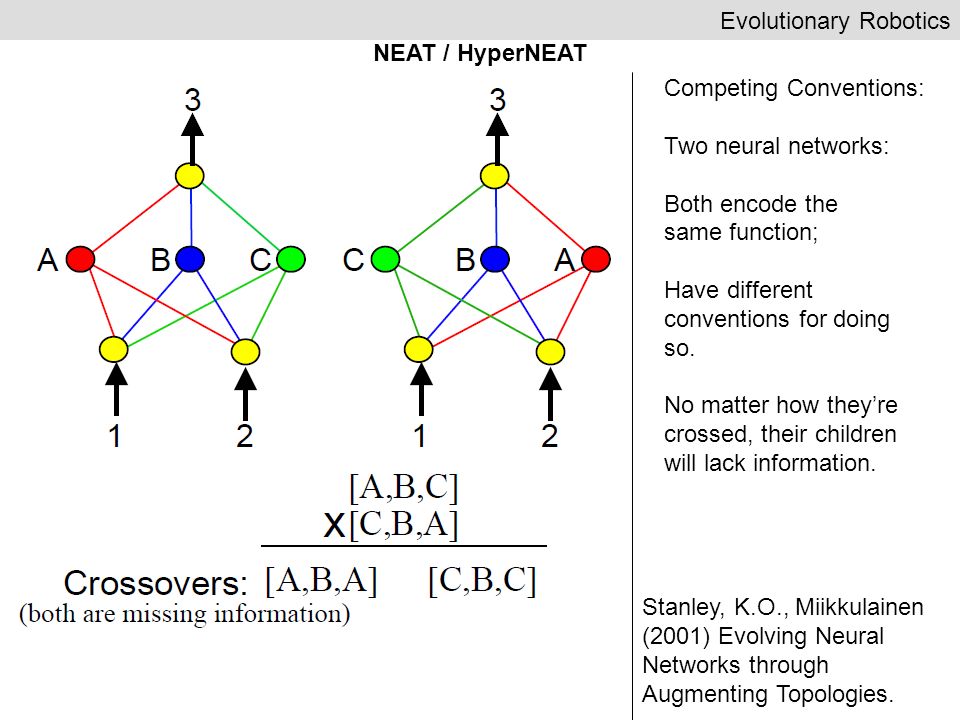 Evolutionary Robotics
NEAT / HyperNEAT
3 3
A B C C B A
1 2 1 2
[A,B,C]
x[C,B,A]
Crossovers: [A,B,A] [C,B,C]
(both are missing information)
Competing Conventions:
Two neural networks:
Both encode the
same function;
Have different
conventions for doing
so.
No matter how they’re
crossed, their children
will lack information.
Stanley, K.O., Miikkulainen
(2001) Evolving Neural
Networks through
Augmenting Topologies.